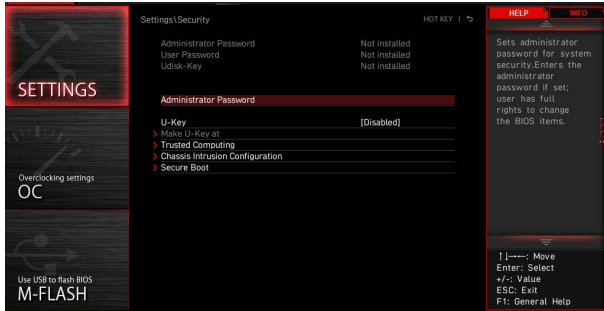 Settings\Security
HOT KEY |
HELP
INFO
Administrator Password Not installed
User Password Not installed
Udisk-Key Not installed
Administrator Password
U-Key [Disabled]
> Make U-Key at
> Trusted Computing
> Chassis Intrusion Configuration
> Secure Boot
SETTINGS
Overclocking settings
OC
Use USB to flash BIOS
M-FLASH
Sets administrator
password for system
security.Enters the
administrator
password if set;
user has full
rights to change
the BIOS items.
↑↓→←: Move
Enter: Select
+/-: Value
ESC: Exit
F1: General Help